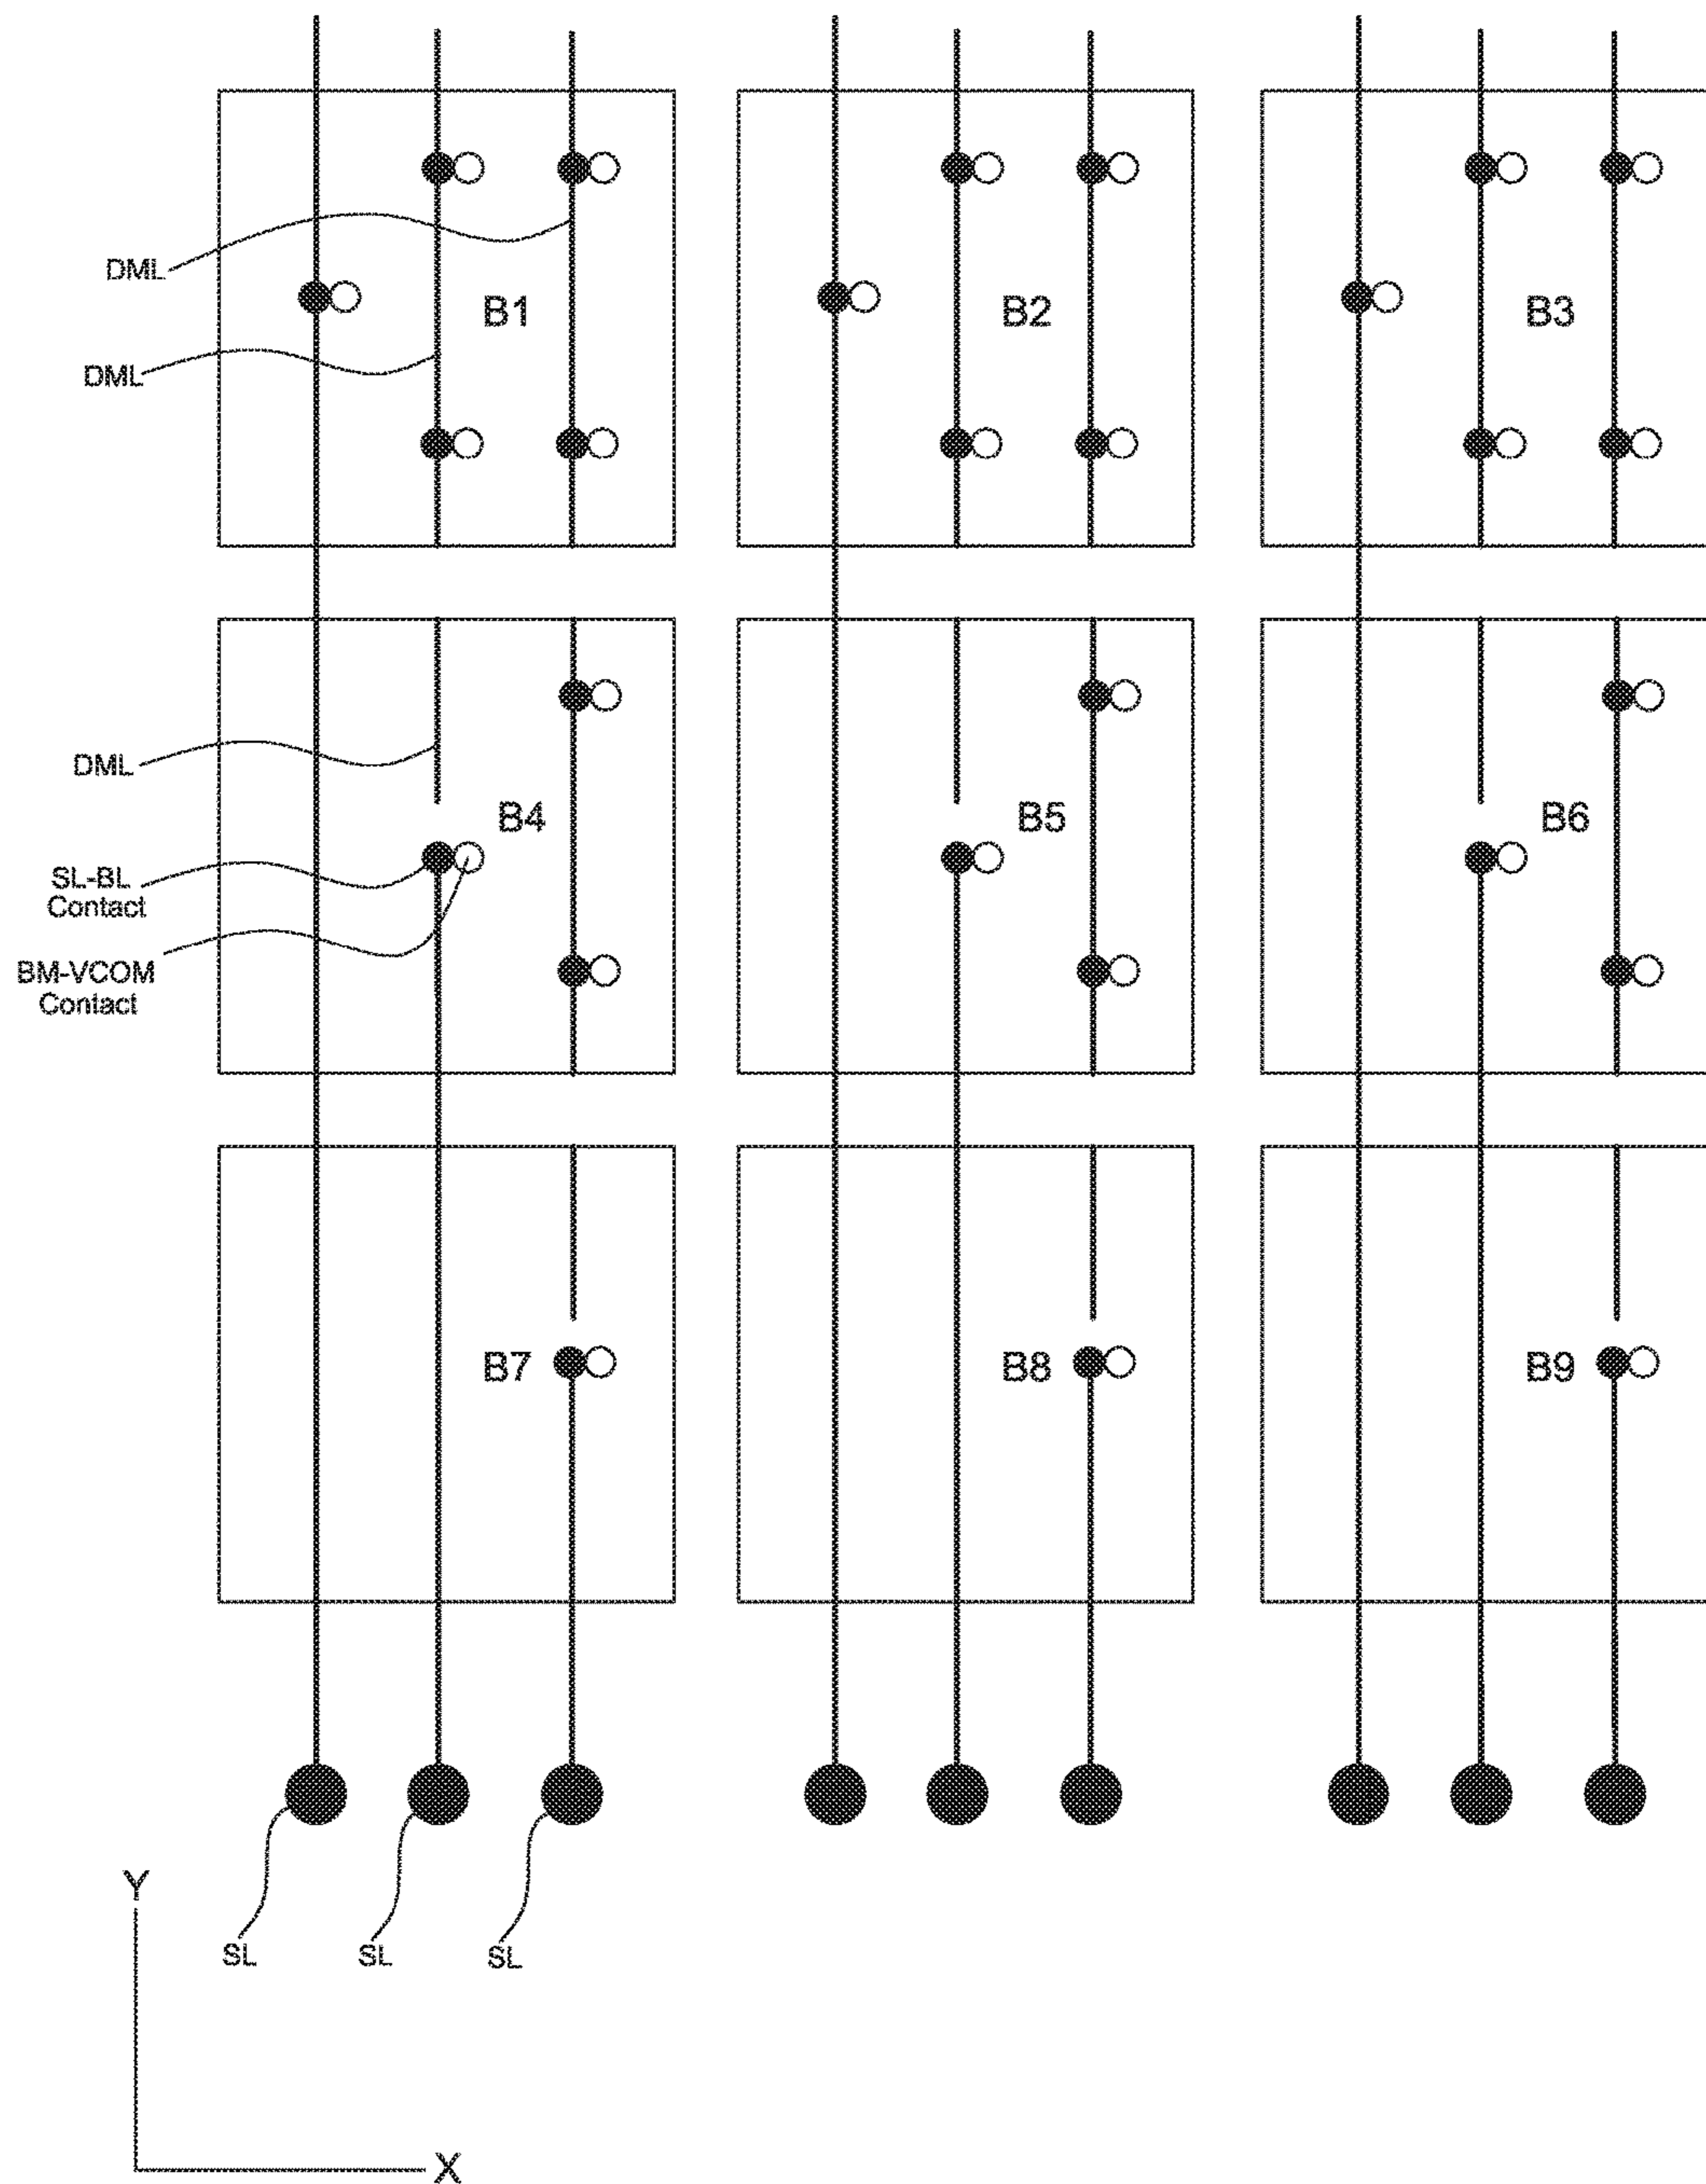 DML
B1
B2
B3
DML
DML
B4
B5
B6
SL-BL
Contact
BM-VCOM
Contact
B7
B8
B9
Y
SL
SL
SL
X